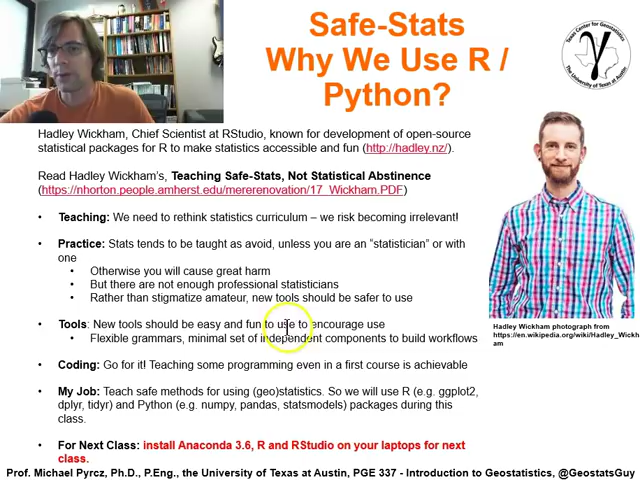 Safe-Stats
Why We Use R /
Python?
Texas Center for Geostatistics
The University of Texas at Austin
Hadley Wickham, Chief Scientist at RStudio, known for development of open-source
statistical packages for R to make statistics accessible and fun (http://hadley.nz/).
Read Hadley Wickham's, Teaching Safe-Stats, Not Statistical Abstinence
(https://nhorton.people.amherst.edu/mererenovation/17_Wickham.PDF)
• Teaching: We need to rethink statistics curriculum – we risk becoming irrelevant!
• Practice: Stats tends to be taught as avoid, unless you are an "statistician" or with
one
• Otherwise you will cause great harm
• But there are not enough professional statisticians
• Rather than stigmatize amateur, new tools should be safer to use
• Tools: New tools should be easy and fun to use to encourage use
• Flexible grammars, minimal set of independent components to build workflows
• Coding: Go for it! Teaching some programming even in a first course is achievable
• My Job: Teach safe methods for using (geo)statistics. So we will use R (e.g. ggplot2,
dplyr, tidyr) and Python (e.g. numpy, pandas, statsmodels) packages during this
class.
• For Next Class: install Anaconda 3.6, R and RStudio on your laptops for next
class.
Hadley Wickham photograph from
https://en.wikipedia.org/wiki/Hadley_Wickh
am
Prof. Michael Pyrcz, Ph.D., P.Eng., the University of Texas at Austin, PGE 337 - Introduction to Geostatistics, @GeostatsGuy